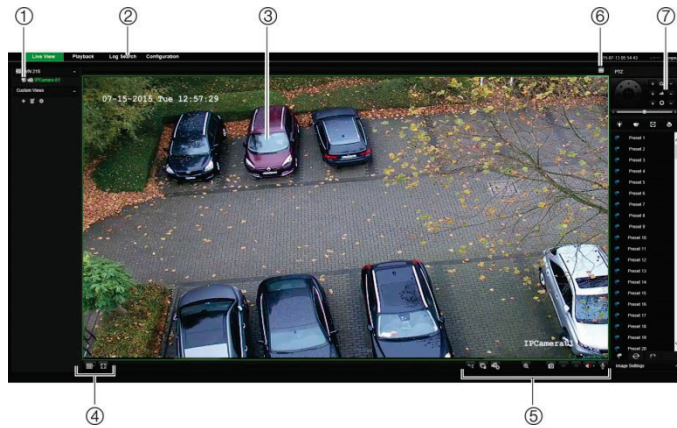 ① ② ③ ⑥ ⑦
Live View Playback Log Search Configuration
PTZ
IPCamera 01
Custom Views
07-15-2015 Tue 12:57:29
Preset 1
Preset 2
Preset 3
Preset 4
Preset 5
Preset 6
Preset 7
Preset 8
Preset 9
Preset 10
Preset 11
Preset 12
Preset 13
Preset 14
Preset 15
Preset 16
Preset 17
Preset 18
Preset 19
Preset 20
IPCamera01
Image Settings
④ ⑤